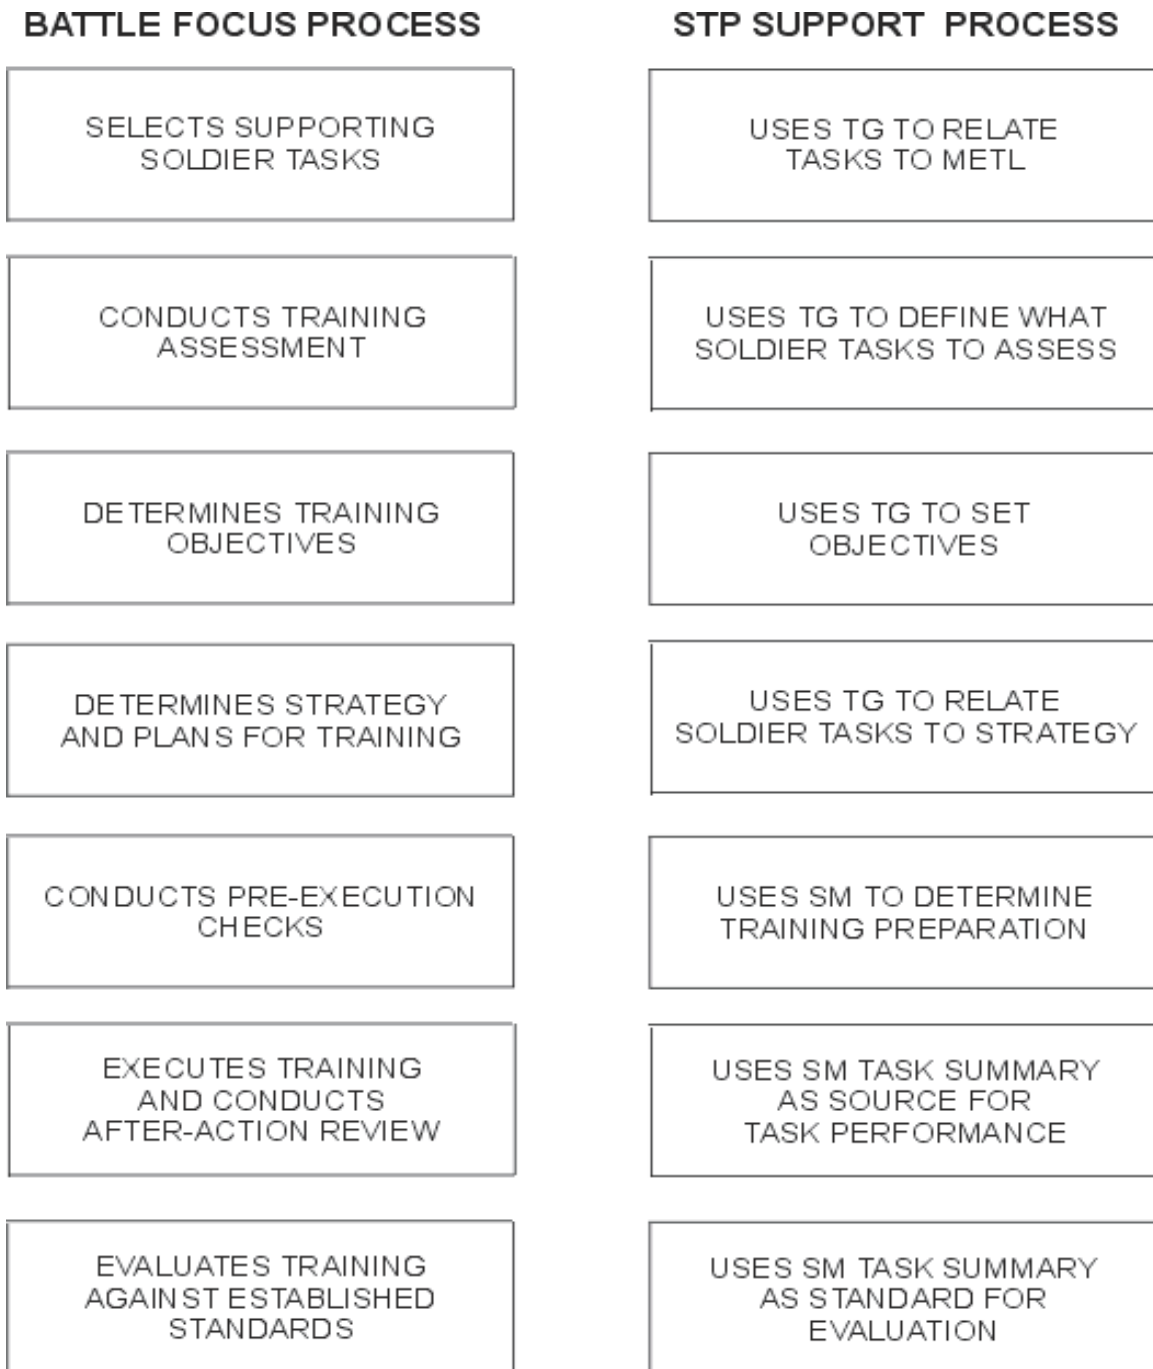 BATTLE FOCUS PROCESS
STP SUPPORT PROCESS
SELECTS SUPPORTING
SOLDIER TASKS
USES TG TO RELATE
TASKS TO METL
CONDUCTS TRAINING
ASSESSMENT
USES TG TO DEFINE WHAT
SOLDIER TASKS TO ASSESS
DETERMINES TRAINING
OBJECTIVES
USES TG TO SET
OBJECTIVES
DETERMINES STRATEGY
AND PLANS FOR TRAINING
USES TG TO RELATE
SOLDIER TASKS TO STRATEGY
CONDUCTS PRE-EXECUTION
CHECKS
USES SM TO DETERMINE
TRAINING PREPARATION
EXECUTES TRAINING
AND CONDUCTS
AFTER-ACTION REVIEW
USES SM TASK SUMMARY
AS SOURCE FOR
TASK PERFORMANCE
EVALUATES TRAINING
AGAINST ESTABLISHED
STANDARDS
USES SM TASK SUMMARY
AS STANDARD FOR
EVALUATION